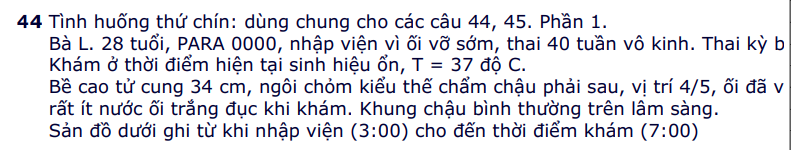 44 Tình huống thứ chín: dùng chung cho các câu 44, 45. Phần 1.
Bà L. 28 tuổi, PARA 0000, nhập viện vì ối vỡ sớm, thai 40 tuần vô kinh. Thai kỳ b
Khám ở thời điểm hiện tại sinh hiệu ổn, T = 37 độ C.
Bề cao tử cung 34 cm, ngôi chỏm kiểu thế chẩm chậu phải sau, vị trí 4/5, ối đã v
rất ít nước ối trắng đục khi khám. Khung chậu bình thường trên lâm sàng.
Sản đồ dưới ghi từ khi nhập viện (3:00) cho đến thời điểm khám (7:00)